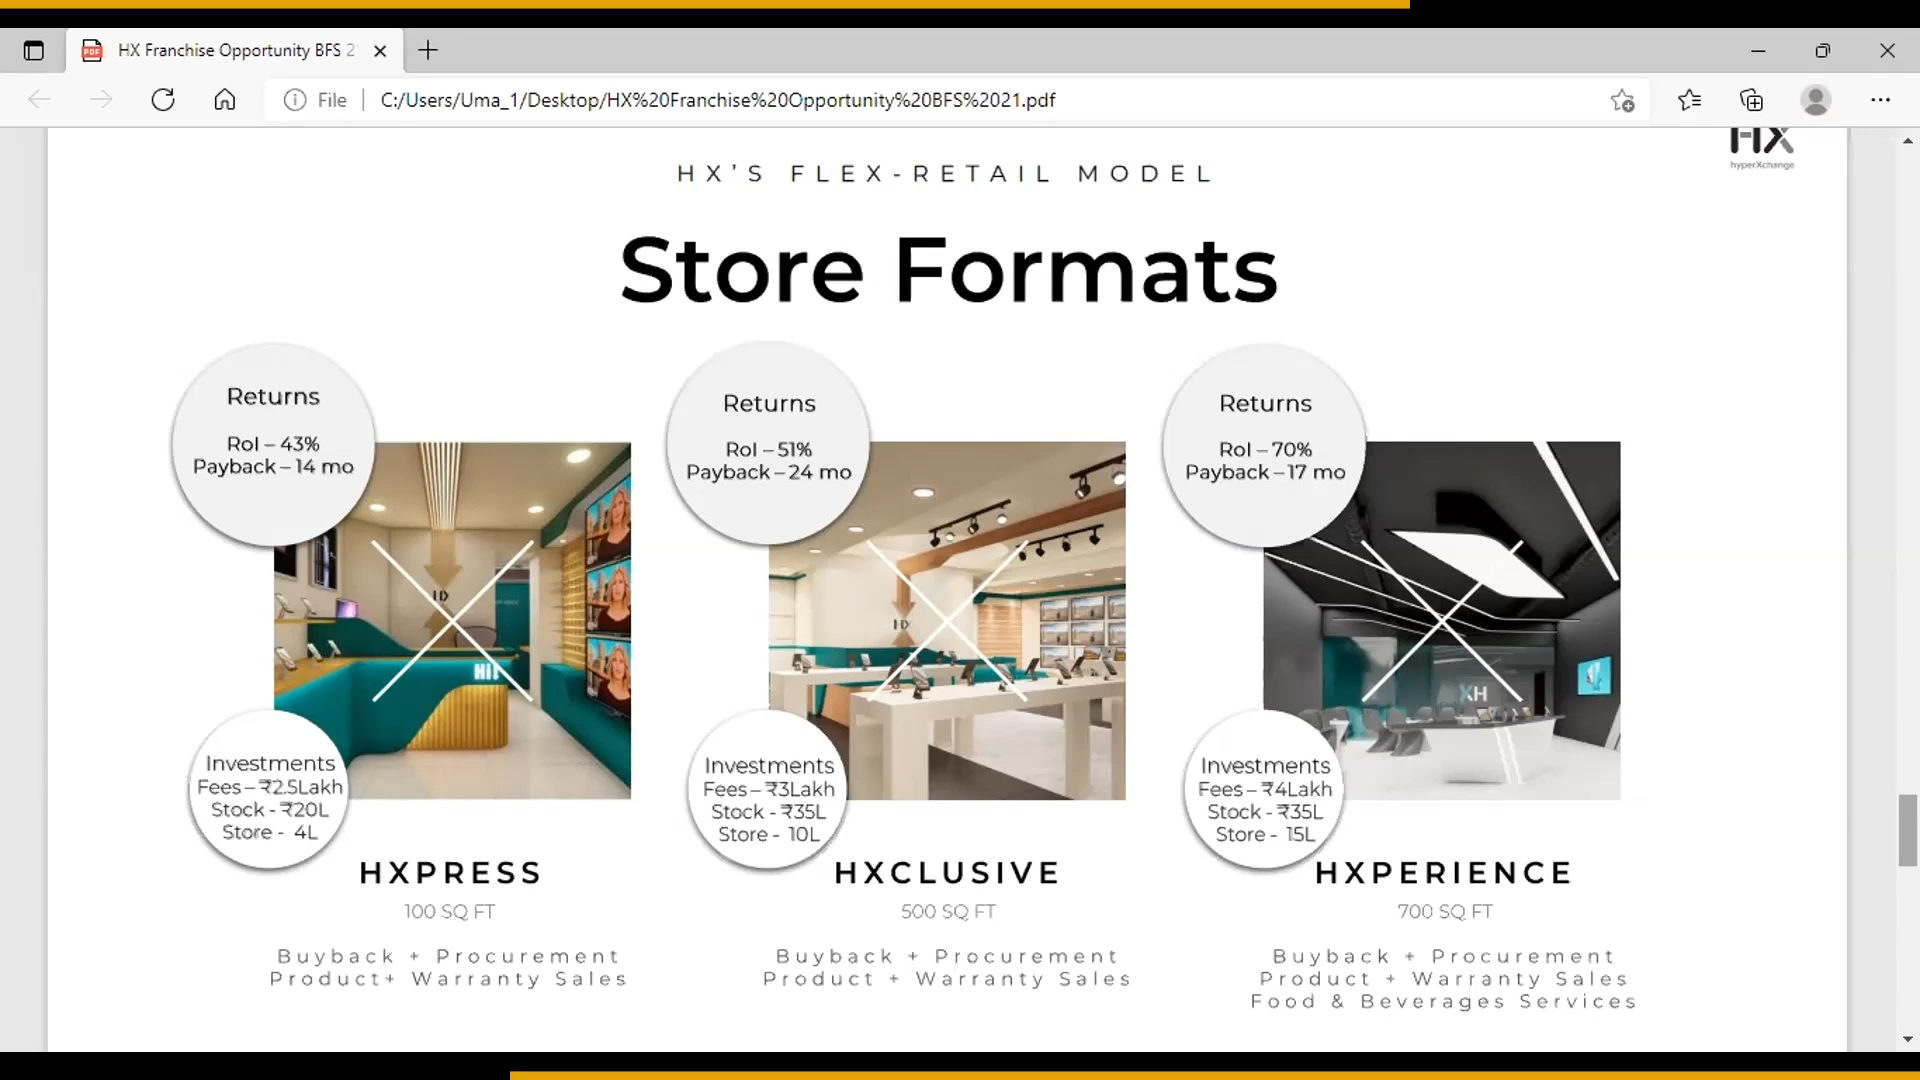 HX Franchise Opportunity BFS 2
File
C:/Users/Uma_1/Desktop/HX%20Franchise%20Opportunity%20BFS%2021.pdf
HX
hyperXchange
HX'S FLEX-RETAIL MODEL
Store Formats
Returns
RoI – 43%
Payback – 14 mo
Returns
RoI – 51%
Payback – 24 mo
Returns
RoI – 70%
Payback – 17 mo
HX
Hi!
HX
XH
Investments
Fees – ₹2.5Lakh
Stock - ₹20L
Store - 4L
Investments
Fees – ₹3Lakh
Stock - ₹35L
Store - 10L
Investments
Fees – ₹4Lakh
Stock - ₹35L
Store - 15L
HXPRESS
100 SQ FT
Buyback + Procurement
Product+ Warranty Sales
HXCLUSIVE
500 SQ FT
Buyback + Procurement
Product + Warranty Sales
HXPERIENCE
700 SQ FT
Buyback + Procurement
Product + Warranty Sales
Food & Beverages Services